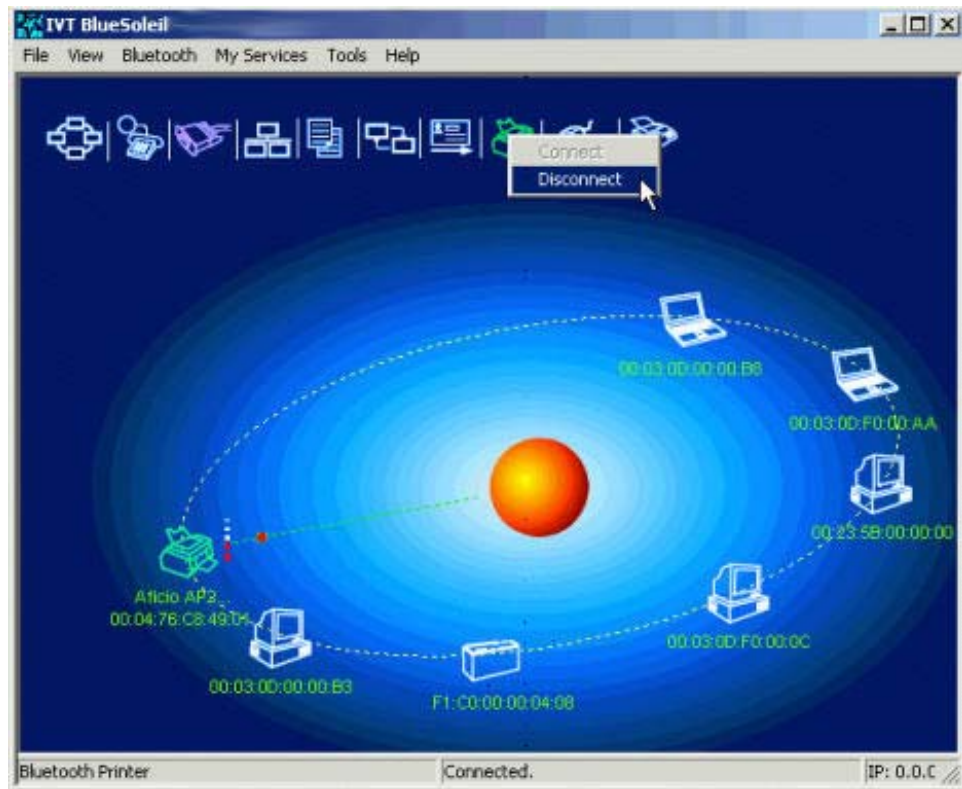 IVT BlueSoleil
File View Bluetooth My Services Tools Help
Connect
Disconnect
00:03:0D:00:00:B6
00:03:0D:F0:00:AA
00:23:5B:00:00:00
Aficio AP3...
00:04:76:C8:49:01
00:03:0D:F0:00:0C
00:03:0D:00:00:B3
F1:C0:00:00:04:08
Bluetooth Printer
Connected.
IP: 0.0.0